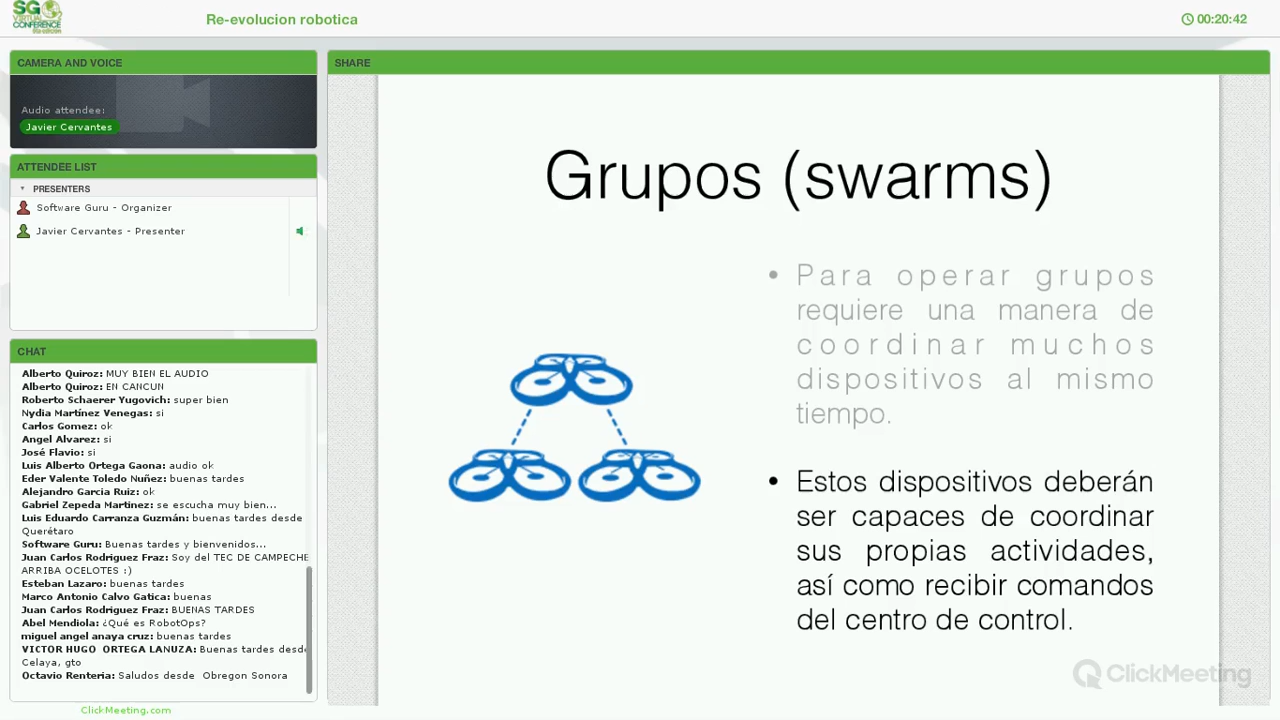 SG
VIRTUAL
CONFERENCE
Re-evolucion robotica
00:20:42
CAMERA AND VOICE
Audio attendee:
Javier Cervantes
ATTENDEE LIST
PRESENTERS
Software Guru - Organizer
Javier Cervantes - Presenter
CHAT
Alberto Quiroz: MUY BIEN EL AUDIO
Alberto Quiroz: EN CANCUN
Roberto Schaerer Yugovich: super bien
Nydia Martínez Venegas: si
Carlos Gomez: ok
Angel Alvarez: si
José Flavio: si
Luis Alberto Ortega Gaona: audio ok
Eder Valente Toledo Nuñez: buenas tardes
Alejandro Garcia Ruiz: ok
Gabriel Zepeda Martinez: se escucha muy bien...
Luis Eduardo Carranza Guzmán: buenas tardes desde
Querétaro
Software Guru: Buenas tardes y bienvenidos...
Juan Carlos Rodriguez Fraz: Soy del TEC DE CAMPECHE
ARRIBA OCELOTES :)
Esteban Lazaro: buenas tardes
Marco Antonio Calvo Gatica: buenas
Juan Carlos Rodriguez Fraz: BUENAS TARDES
Abel Mendiola: ¿Qué es RobotOps?
miguel angel anaya cruz: buenas tardes
VICTOR HUGO ORTEGA LANUZA: Buenas tardes desde
Celaya, gto
Octavio Renteria: Saludos desde Obregon Sonora
ClickMeeting.com
SHARE
Grupos (swarms)
• Para operar grupos
requiere una manera de
coordinar muchos
dispositivos al mismo
tiempo.
• Estos dispositivos deberán
ser capaces de coordinar
sus propias actividades,
así como recibir comandos
del centro de control.
ClickMeeting